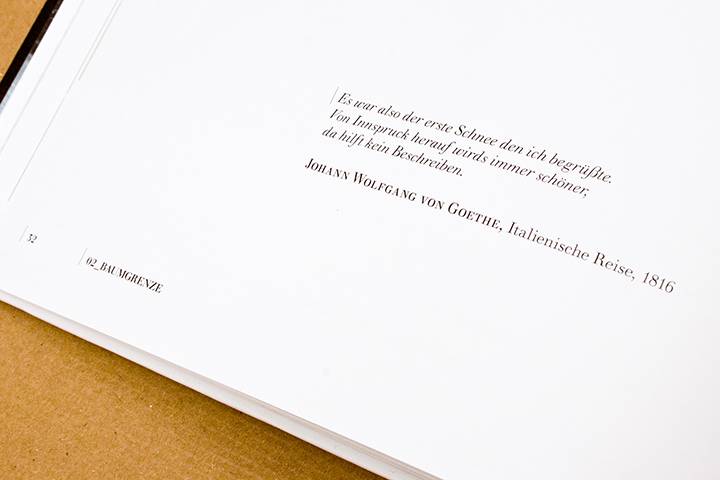 Es war also der erste Schnee den ich begrüßte.
Von Innspruck herauf wirds immer schöner,
da hilft kein Beschreiben.
Johann Wolfgang von Goethe, Italienische Reise, 1816
52
02_BAUMGRENZE